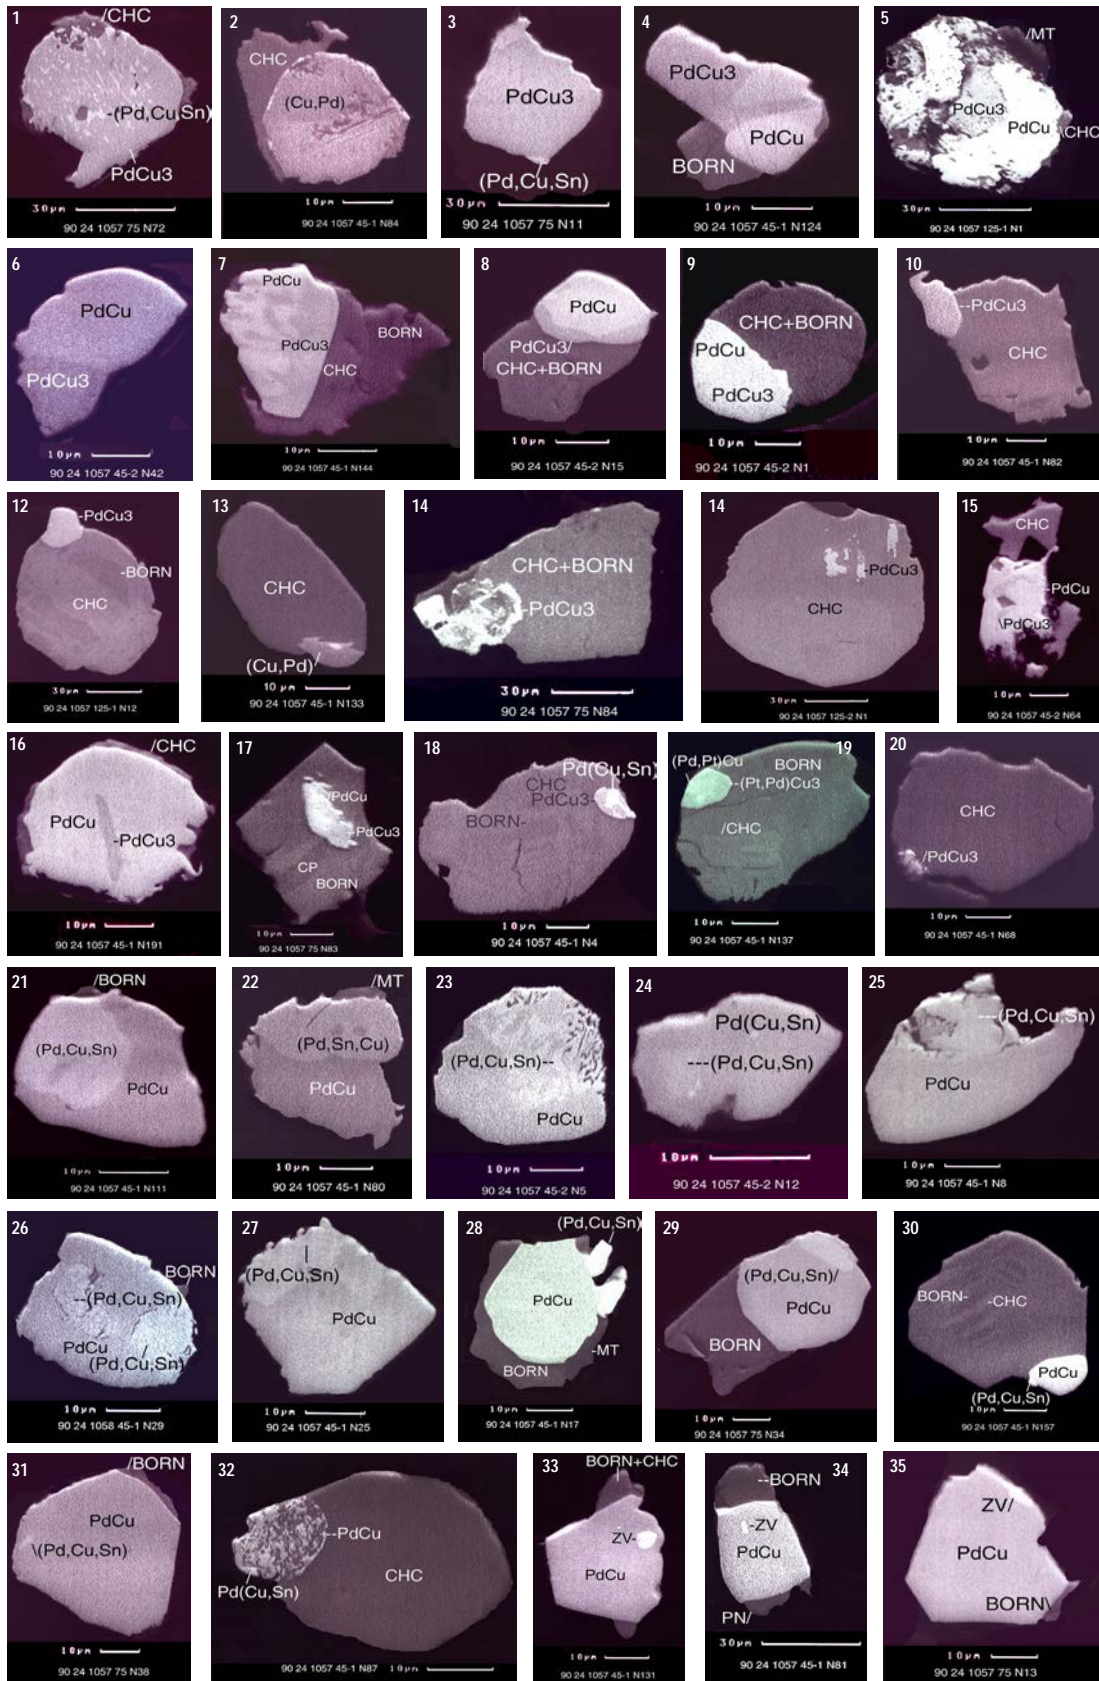 1
/CHC
-(Pd,Cu,Sn)
PdCu3
30µm
90 24 1057 75 N72
2
CHC
(Cu,Pd)
10µm
90 24 1057 45-1 N84
3
PdCu3
(Pd,Cu,Sn)
30µm
90 24 1057 75 N11
4
PdCu3
PdCu
BORN
10µm
90 24 1057 45-1 N124
5
/MT
PdCu3
PdCu
\CHC
30µm
90 24 1057 125-1 N1
6
PdCu
PdCu3
10µm
90 24 1057 45-2 N42
7
PdCu
BORN
PdCu3
CHC
10µm
90 24 1057 45-1 N144
8
PdCu
PdCu3/
CHC+BORN
10µm
90 24 1057 45-2 N15
9
CHC+BORN
PdCu
PdCu3
10µm
90 24 1057 45-2 N1
10
--PdCu3
CHC
10µm
90 24 1057 45-1 N82
12
-PdCu3
-BORN
CHC
30µm
90 24 1057 125-1 N12
13
CHC
(Cu,Pd)/
10 µm
90 24 1057 45-1 N133
14
CHC+BORN
-PdCu3
30µm
90 24 1057 75 N84
14
-PdCu3
CHC
30µm
90 24 1057 125-2 N1
15
CHC
-PdCu
\PdCu3
10µm
90 24 1057 45-2 N64
16
/CHC
PdCu
-PdCu3
10µm
90 24 1057 45-1 N191
17
/PdCu
-PdCu3
CP
BORN
10µm
90 24 1057 75 N83
18
Pd(Cu,Sn)
CHC
PdCu3-
BORN-
10µm
90 24 1057 45-1 N4
19
(Pd,Pt)Cu
BORN
--(Pt,Pd)Cu3
/CHC
10µm
90 24 1057 45-1 N137
20
CHC
/PdCu3
10µm
90 24 1057 45-1 N68
21
/BORN
(Pd,Cu,Sn)
PdCu
10µm
90 24 1057 45-1 N111
22
/MT
(Pd,Sn,Cu)
PdCu
10µm
90 24 1057 45-1 N80
23
(Pd,Cu,Sn)--
PdCu
10µm
90 24 1057 45-2 N5
24
Pd(Cu,Sn)
---(Pd,Cu,Sn)
10µm
90 24 1057 45-2 N12
25
---(Pd,Cu,Sn)
PdCu
10µm
90 24 1057 45-1 N8
26
BORN
--(Pd,Cu,Sn)
PdCu
/
(Pd,Cu,Sn)
10µm
90 24 1058 45-1 N29
27
|
(Pd,Cu,Sn)
PdCu
10µm
90 24 1057 45-1 N25
28
(Pd,Cu,Sn)
/
PdCu
-MT
BORN
10µm
90 24 1057 45-1 N17
29
(Pd,Cu,Sn)/
PdCu
BORN
10µm
90 24 1057 75 N34
30
BORN-
-CHC
PdCu
\
(Pd,Cu,Sn)
10µm
90 24 1057 45-1 N157
31
/BORN
PdCu
\(Pd,Cu,Sn)
10µm
90 24 1057 75 N38
32
--PdCu
CHC
/
Pd(Cu,Sn)
90 24 1057 45-1 N87
10µm
33
BORN+CHC
/
ZV-
PdCu
10µm
90 24 1057 45-1 N131
34
--BORN
-ZV
PdCu
PN/
30µm
90 24 1057 45-1 N81
35
ZV/
PdCu
BORN\
10µm
90 24 1057 75 N13